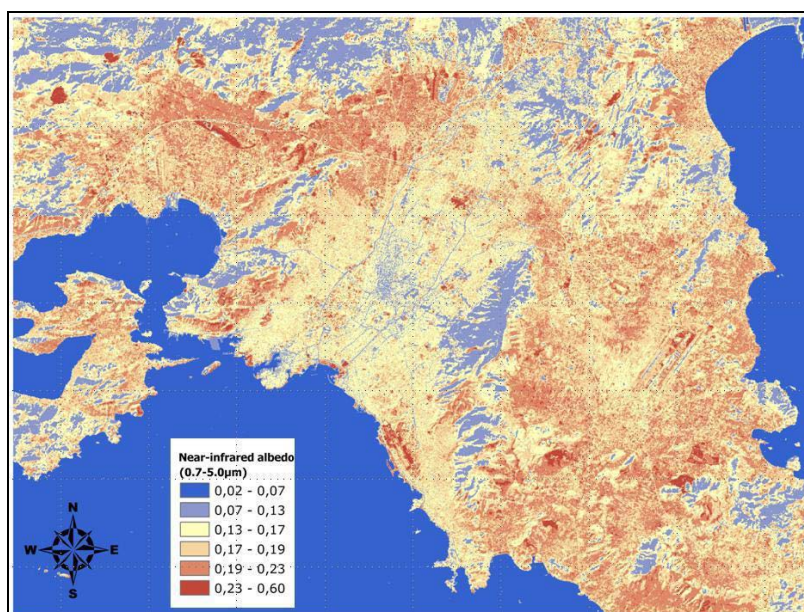 Near-infrared albedo
(0.7-5.0µm)
0,02 - 0,07
0,07 - 0,13
0,13 - 0,17
0,17 - 0,19
0,19 - 0,23
0,23 - 0,60
N
W E
S